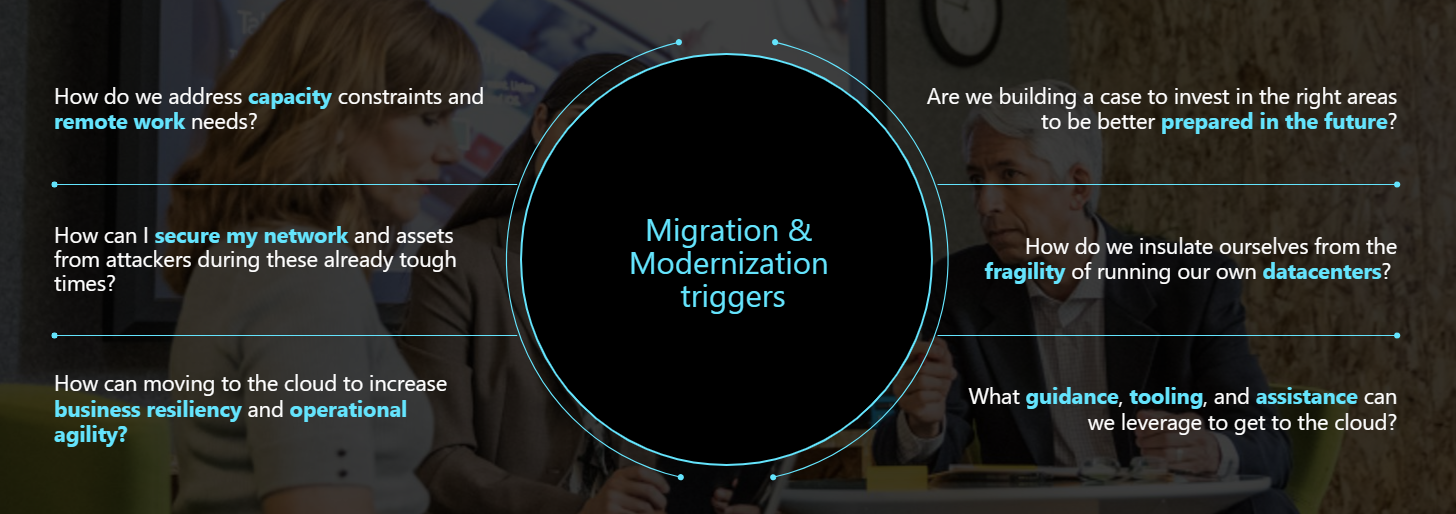 How do we address capacity constraints and
remote work needs?
How can I secure my network and assets
from attackers during these already tough
times?
How can moving to the cloud to increase
business resiliency and operational
agility?
Migration &
Modernization
triggers
Are we building a case to invest in the right areas
to be better prepared in the future?
How do we insulate ourselves from the
fragility of running our own datacenters?
What guidance, tooling, and assistance can
we leverage to get to the cloud?